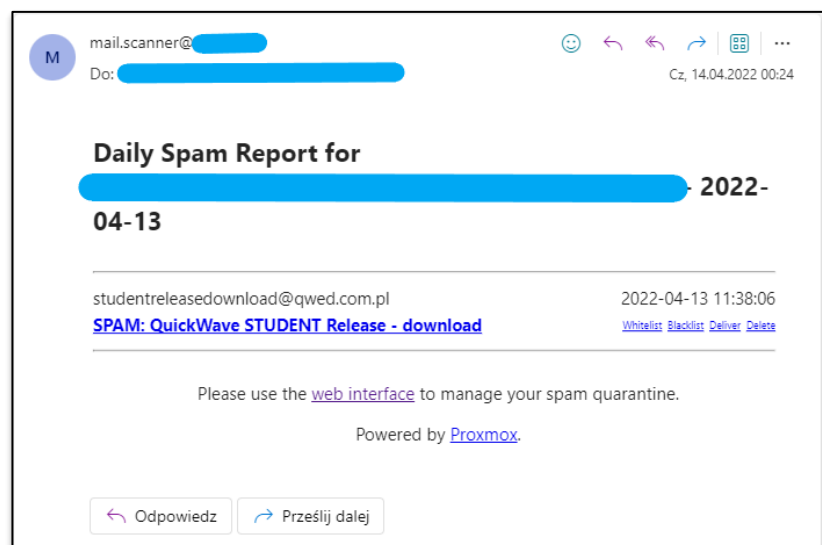 M
mail.scanner@
Do:
Cz, 14.04.2022 00:24
Daily Spam Report for
- 2022-
04-13
studentreleasedownload@qwed.com.pl 2022-04-13 11:38:06
SPAM: QuickWave STUDENT Release - download Whitelist Blacklist Deliver Delete
Please use the web interface to manage your spam quarantine.
Powered by Proxmox.
Odpowiedz Prześlij dalej